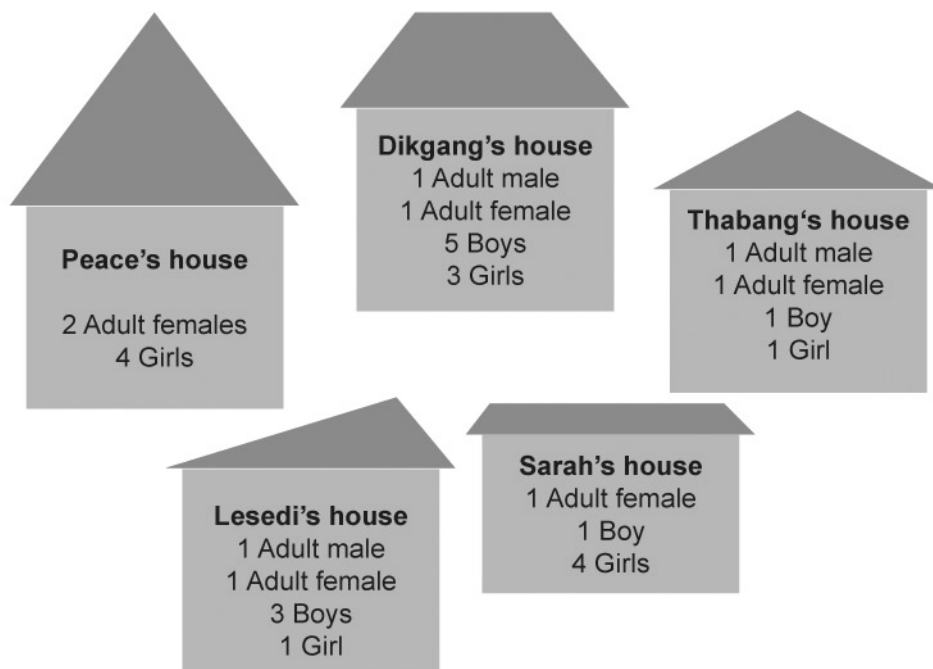 Peace's house
2 Adult females
4 Girls
Dikgang's house
1 Adult male
1 Adult female
5 Boys
3 Girls
Thabang‘s house
1 Adult male
1 Adult female
1 Boy
1 Girl
Lesedi's house
1 Adult male
1 Adult female
3 Boys
1 Girl
Sarah's house
1 Adult female
1 Boy
4 Girls